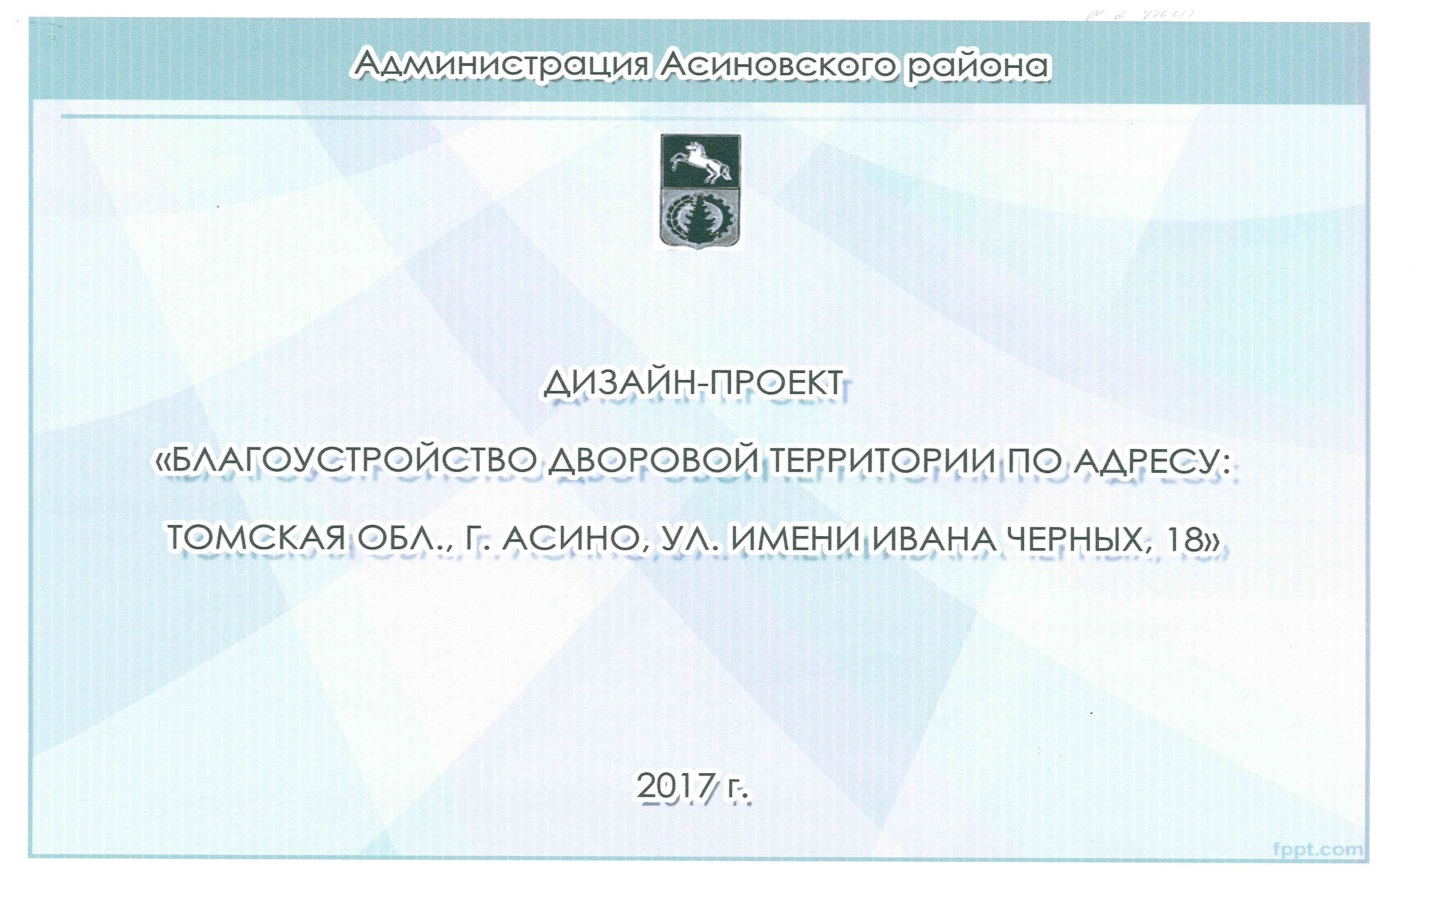 Администрация Асиновского района
ДИЗАЙН-ПРОЕКТ
«БЛАГОУСТРОЙСТВО ДВОРОВОЙ ТЕРРИТОРИИ ПО АДРЕСУ:
ТОМСКАЯ ОБЛ., Г. АСИНО, УЛ. ИМЕНИ ИВАНА ЧЕРНЫХ, 18»
2017 г.
fppt.com